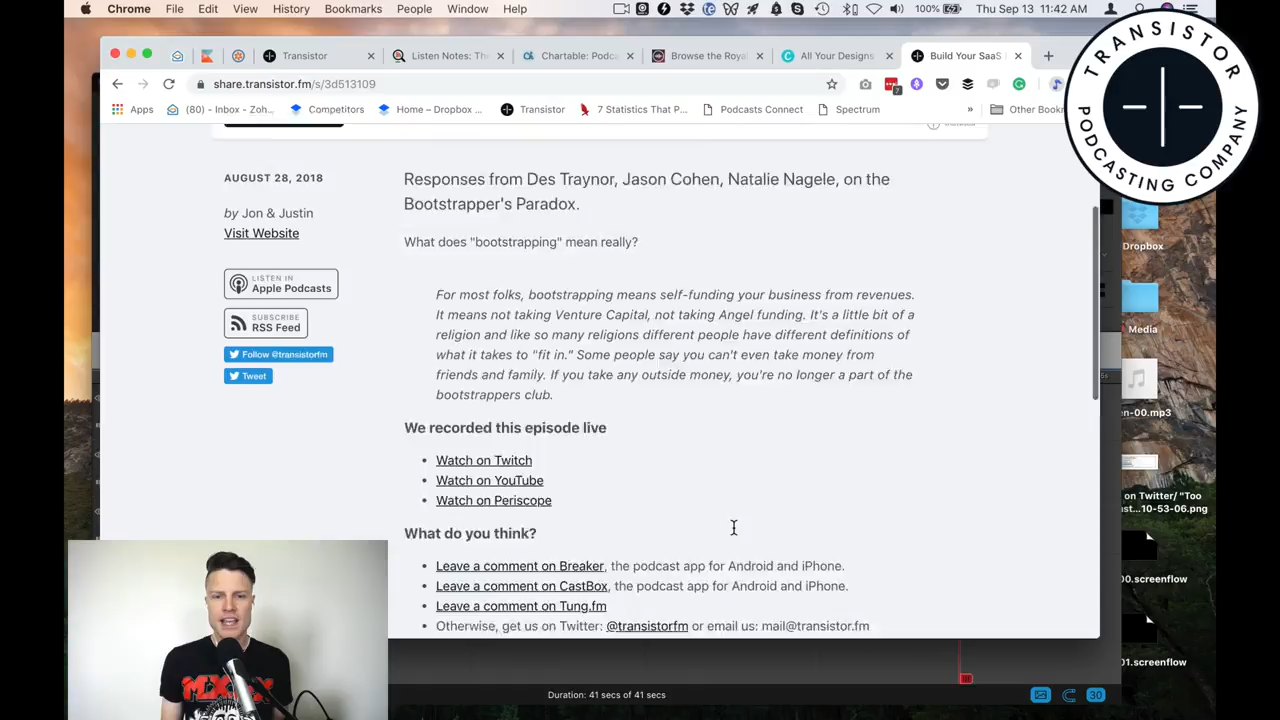 Chrome File Edit View History Bookmarks People Window Help 100% Thu Sep 13 11:42 AM
Transistor Listen Notes: The Chartable: Podca Browse the Roya All Your Designs Build Your SaaS
share.transistor.fm/s/3d513109
Apps (80) - Inbox - Zoh... Competitors Home – Dropbox ... Transistor 7 Statistics That P... Podcasts Connect Spectrum » Other Book
TRANSISTOR
PODCASTING COMPANY
AUGUST 28, 2018
by Jon & Justin
Visit Website
LISTEN IN
Apple Podcasts
SUBSCRIBE
RSS Feed
Follow @transistorfm
Tweet
Responses from Des Traynor, Jason Cohen, Natalie Nagele, on the
Bootstrapper's Paradox.
What does "bootstrapping" mean really?
For most folks, bootstrapping means self-funding your business from revenues.
It means not taking Venture Capital, not taking Angel funding. It's a little bit of a
religion and like so many religions different people have different definitions of
what it takes to "fit in." Some people say you can't even take money from
friends and family. If you take any outside money, you're no longer a part of the
bootstrappers club.
We recorded this episode live
• Watch on Twitch
• Watch on YouTube
• Watch on Periscope
What do you think?
• Leave a comment on Breaker, the podcast app for Android and iPhone.
• Leave a comment on CastBox, the podcast app for Android and iPhone.
• Leave a comment on Tung.fm
• Otherwise, get us on Twitter: @transistorfm or email us: mail@transistor.fm
Dropbox
Media
en-00.mp3
on Twitter/ "Too
ast...10-53-06.png
00.screenflow
01.screenflow
Duration: 41 secs of 41 secs
30